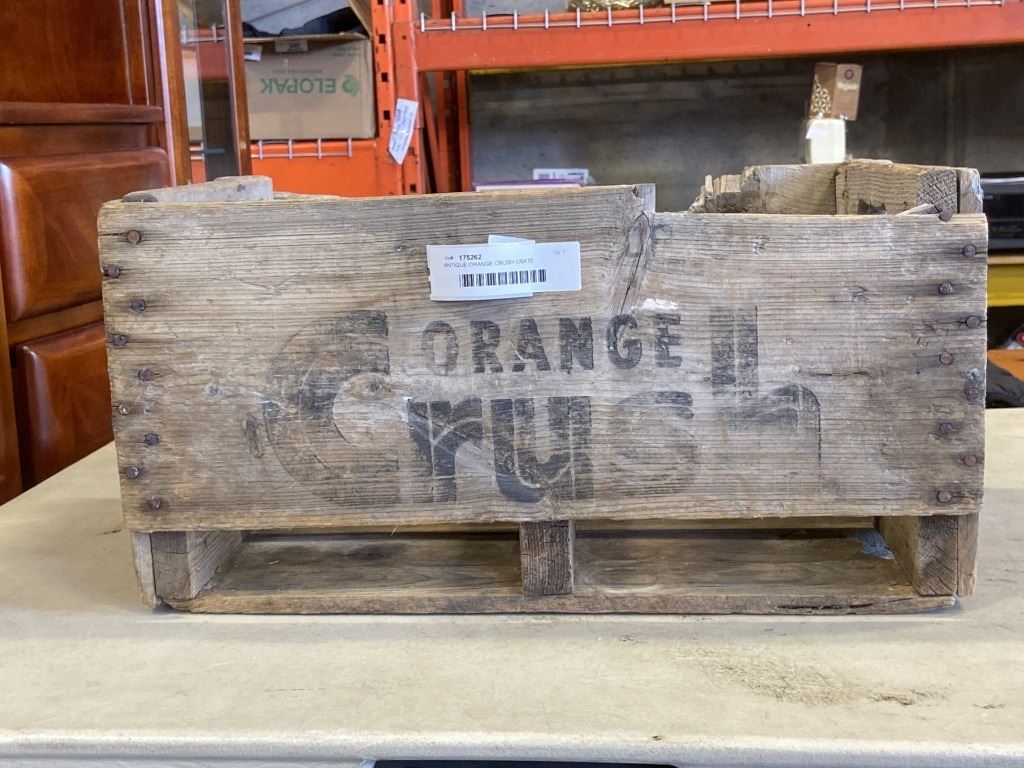 ELOPAK
175262
ANTIQUE ORANGE CRUSH CRATE
ORANGE
Crush